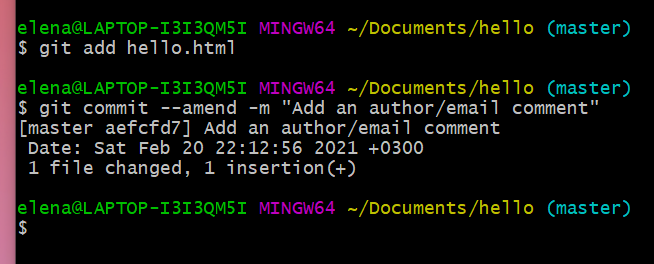 elena@LAPTOP-I3I3QM5I MINGW64 ~/Documents/hello (master)
$ git add hello.html
elena@LAPTOP-I3I3QM5I MINGW64 ~/Documents/hello (master)
$ git commit --amend -m "Add an author/email comment"
[master aefcfd7] Add an author/email comment
 Date: Sat Feb 20 22:12:56 2021 +0300
 1 file changed, 1 insertion(+)
elena@LAPTOP-I3I3QM5I MINGW64 ~/Documents/hello (master)
$